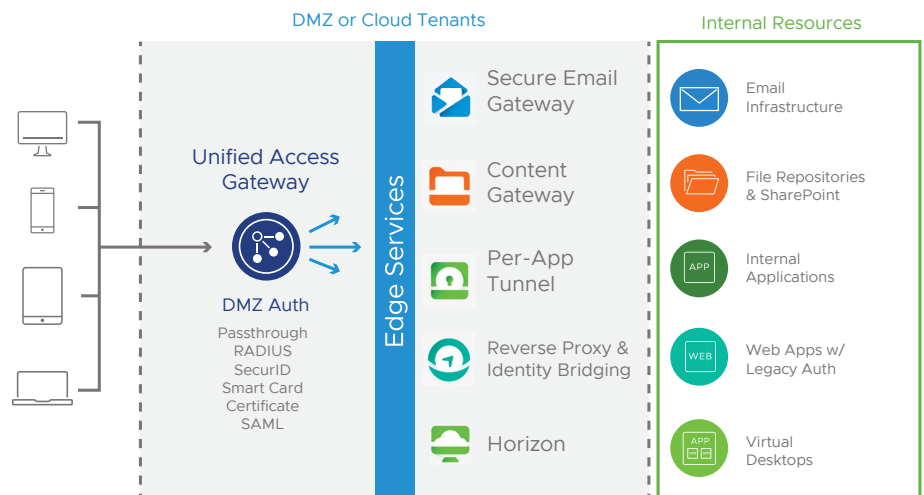 DMZ or Cloud Tenants
Internal Resources
Unified Access
Gateway
DMZ Auth
Passthrough
RADIUS
SecurID
Smart Card
Certificate
SAML
Edge Services
Secure Email
Gateway
Content
Gateway
Per-App
Tunnel
Reverse Proxy &
Identity Bridging
Horizon
Email
Infrastructure
File Repositories
& SharePoint
APP
Internal
Applications
WEB
Web Apps w/
Legacy Auth
APP
Virtual
Desktops